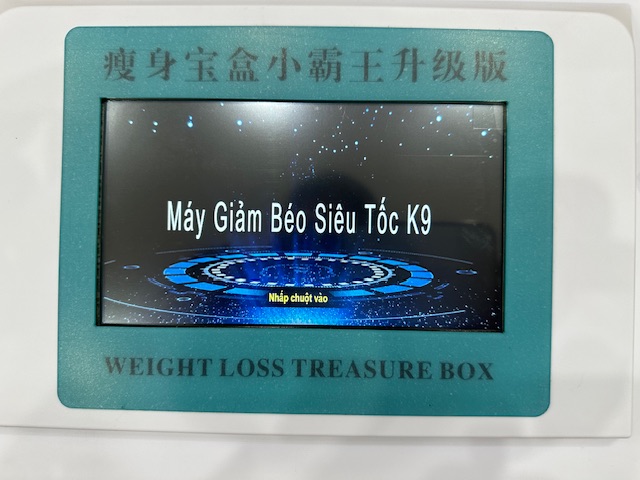 瘦身宝盒小霸王升级版
Máy Giảm Béo Siêu Tốc K9
Nhấp chuột vào
WEIGHT LOSS TREASURE BOX